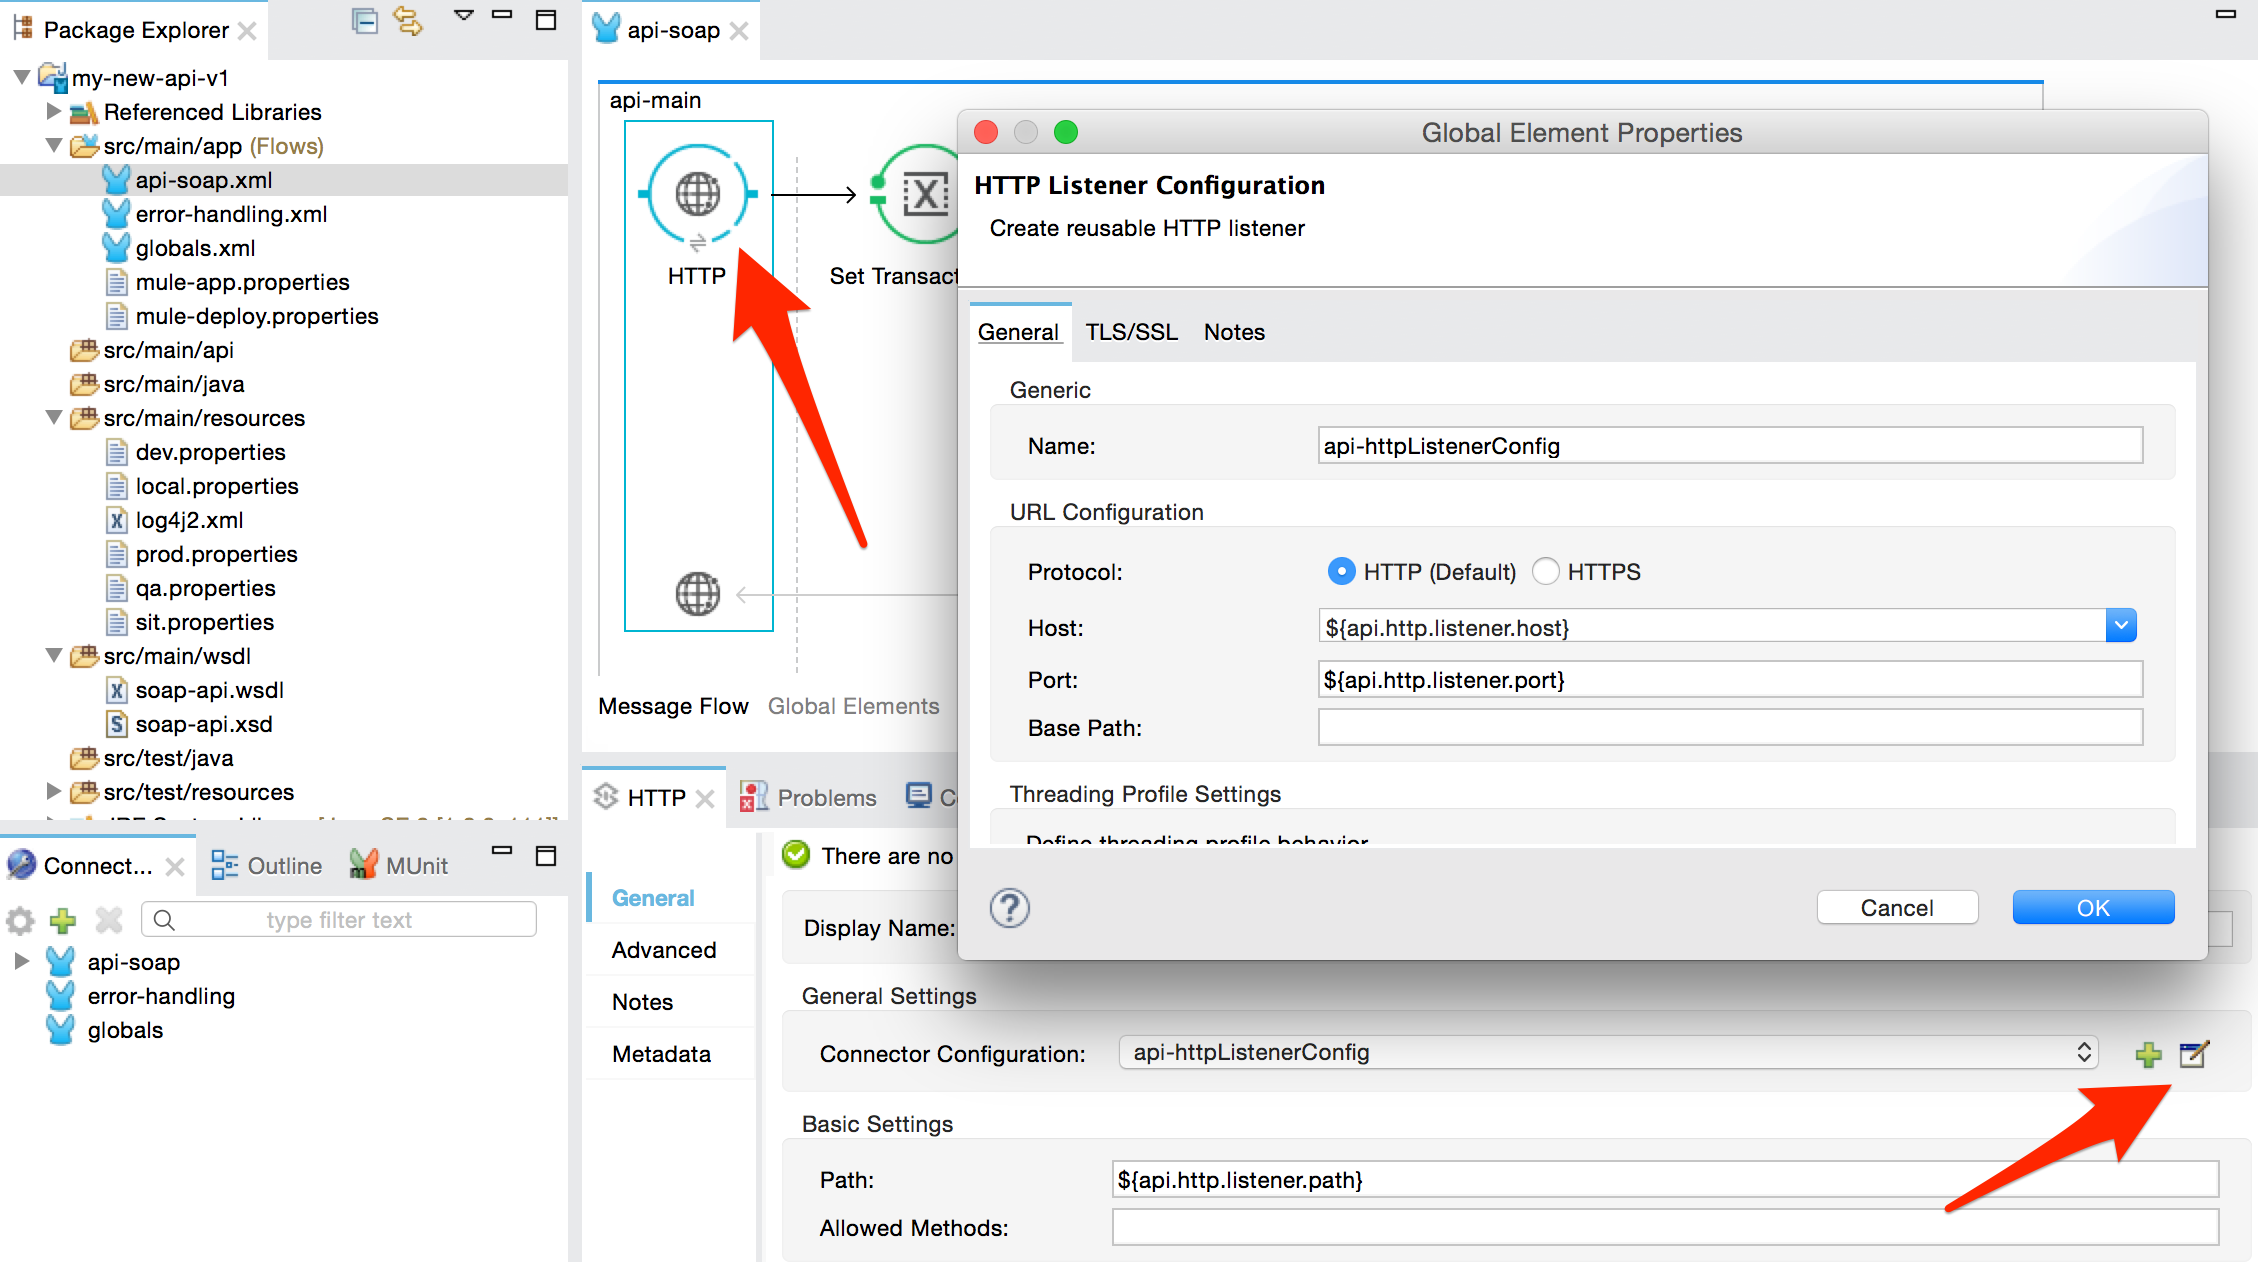 Package Explorer
my-new-api-v1
Referenced Libraries
src/main/app (Flows)
api-soap.xml
error-handling.xml
globals.xml
mule-app.properties
mule-deploy.properties
src/main/api
src/main/java
src/main/resources
dev.properties
local.properties
log4j2.xml
prod.properties
qa.properties
sit.properties
src/main/wsdl
soap-api.wsdl
soap-api.xsd
src/test/java
src/test/resources
Connect...
Outline
MUnit
type filter text
api-soap
error-handling
globals
api-soap
api-main
HTTP
Set Transact
Message Flow
Global Elements
HTTP
Problems
General
Advanced
Notes
Metadata
There are no
Display Name:
General Settings
Connector Configuration:
api-httpListenerConfig
Basic Settings
Path:
${api.http.listener.path}
Allowed Methods:
Global Element Properties
HTTP Listener Configuration
Create reusable HTTP listener
General
TLS/SSL
Notes
Generic
Name:
api-httpListenerConfig
URL Configuration
Protocol:
HTTP (Default)
HTTPS
Host:
${api.http.listener.host}
Port:
${api.http.listener.port}
Base Path:
Threading Profile Settings
Define threading profile behavior
Cancel
OK